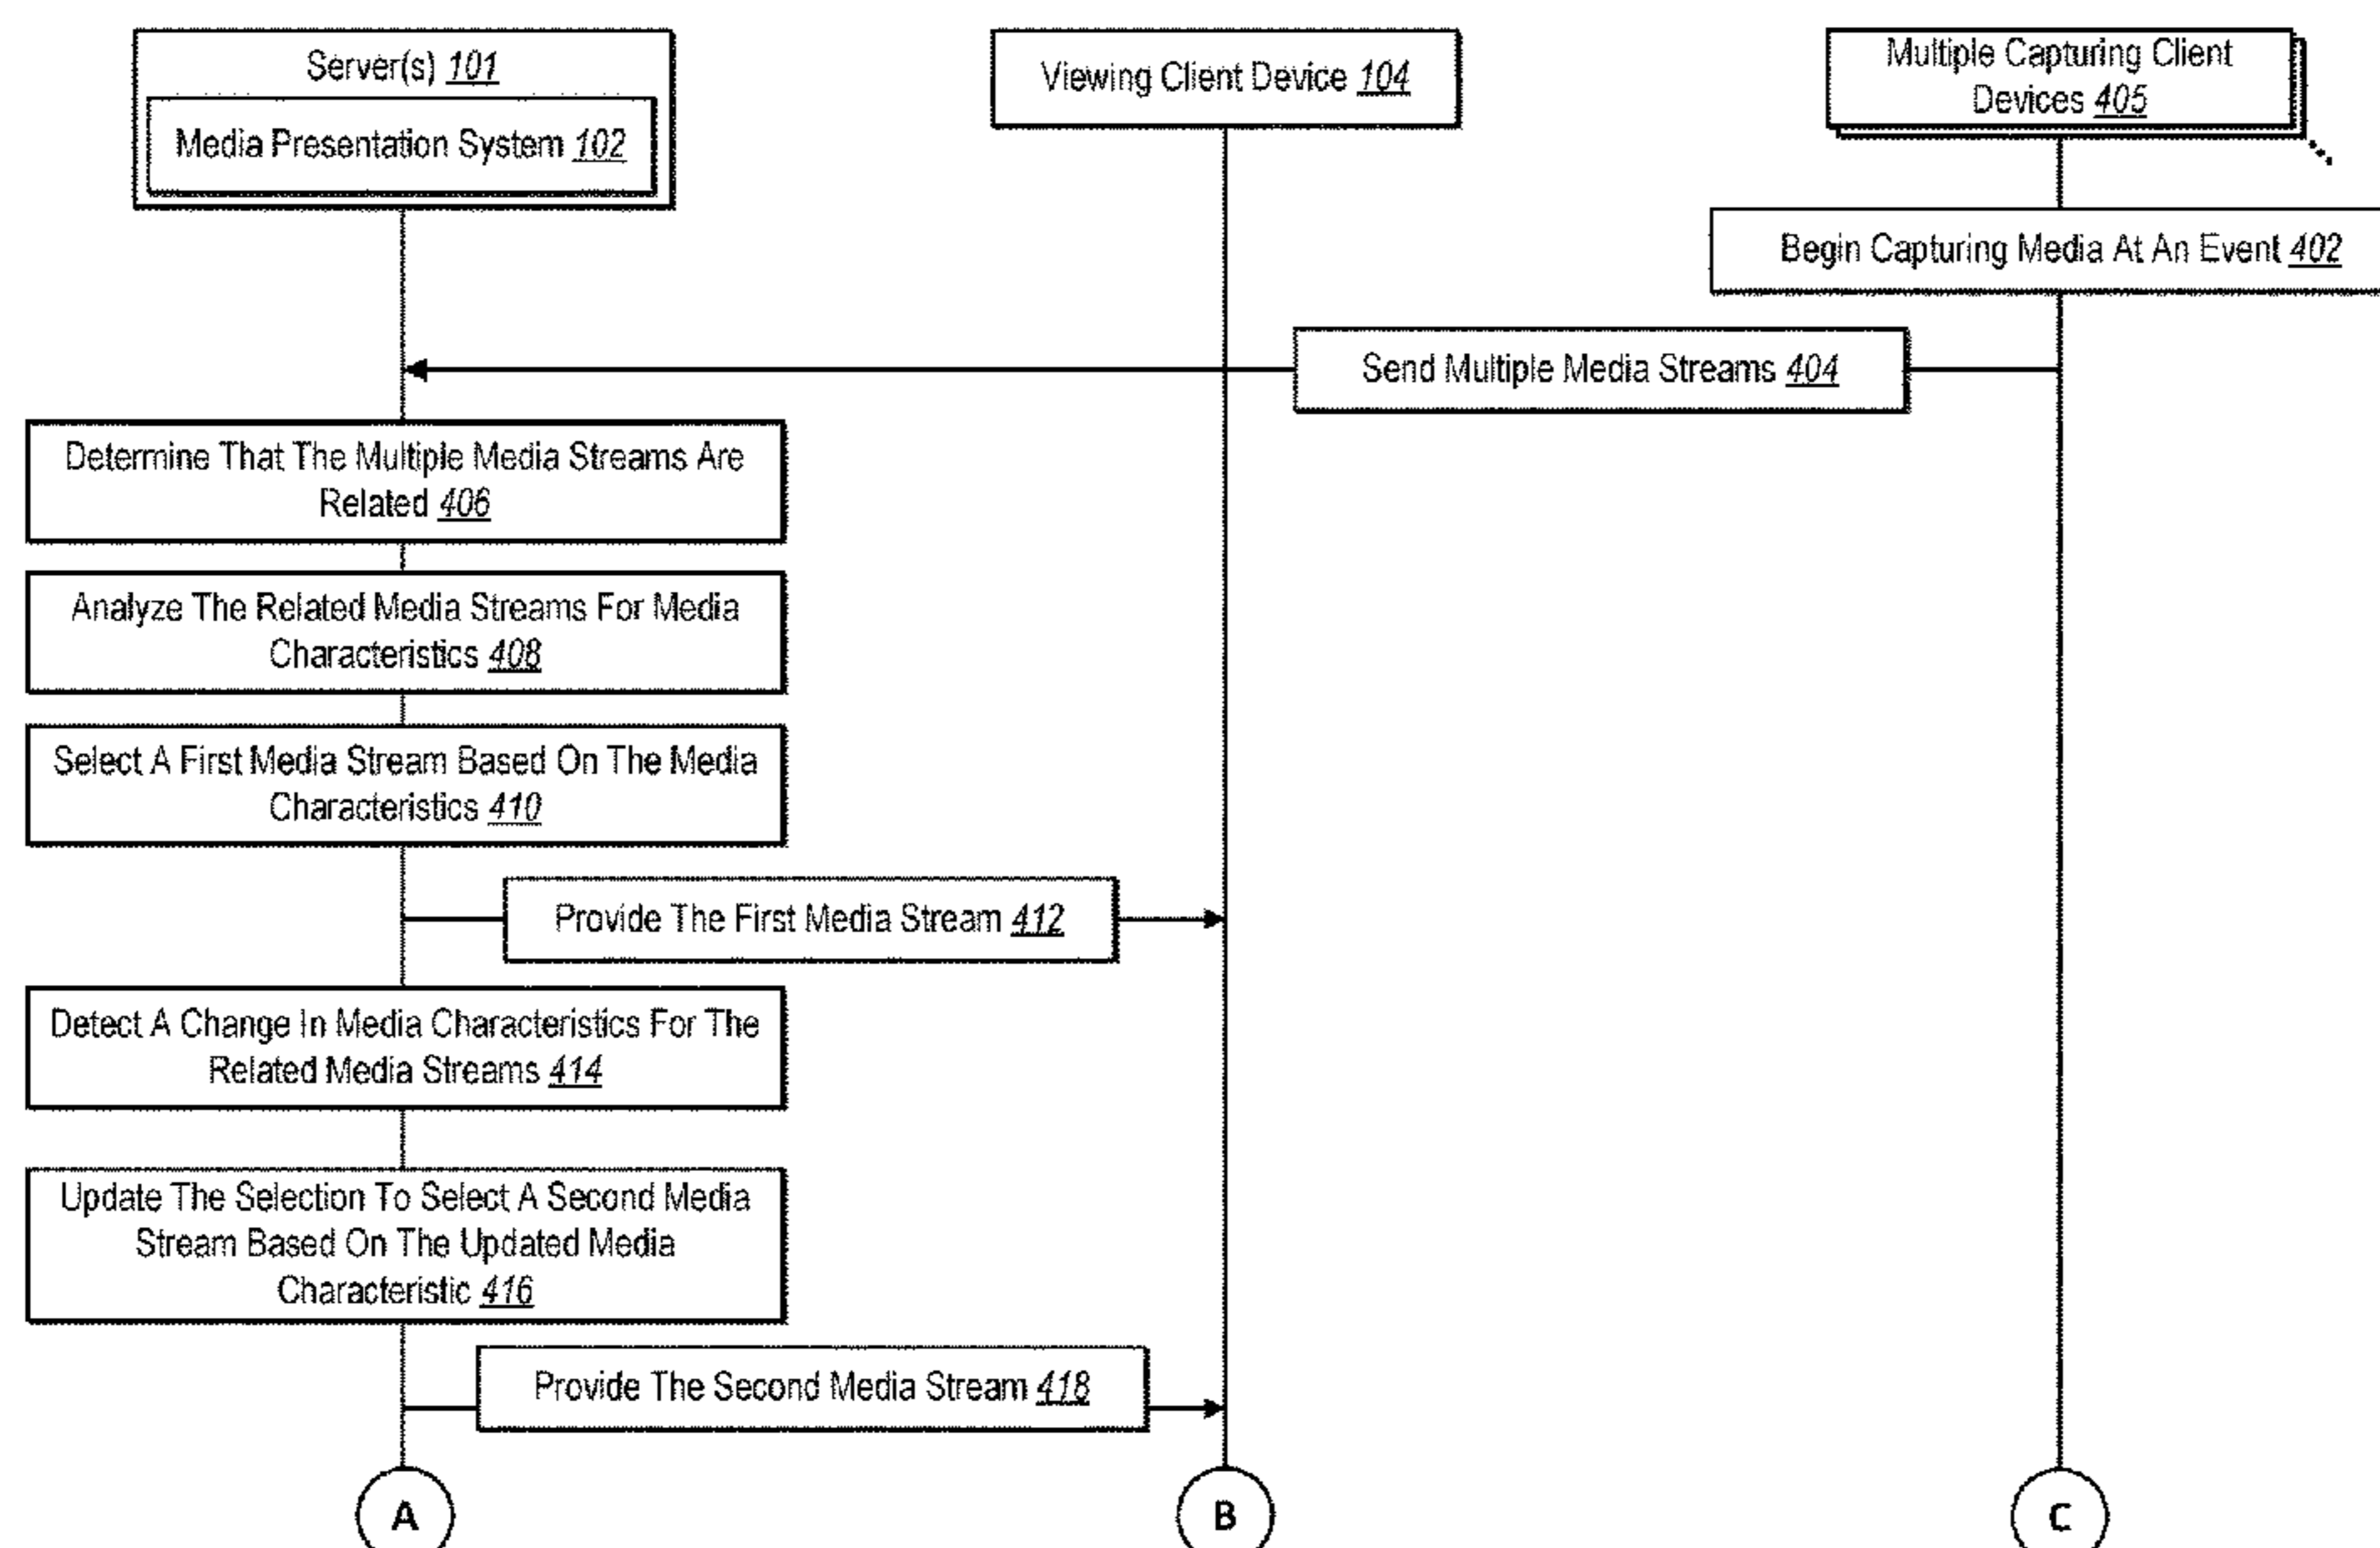 Server(s) 101
Media Presentation System 102
Viewing Client Device 104
Multiple Capturing Client
Devices 405
Begin Capturing Media At An Event 402
Send Multiple Media Streams 404
Determine That The Multiple Media Streams Are
Related 406
Analyze The Related Media Streams For Media
Characteristics 408
Select A First Media Stream Based On The Media
Characteristics 410
Provide The First Media Stream 412
Detect A Change In Media Characteristics For The
Related Media Streams 414
Update The Selection To Select A Second Media
Stream Based On The Updated Media
Characteristic 416
Provide The Second Media Stream 418
A
B
C